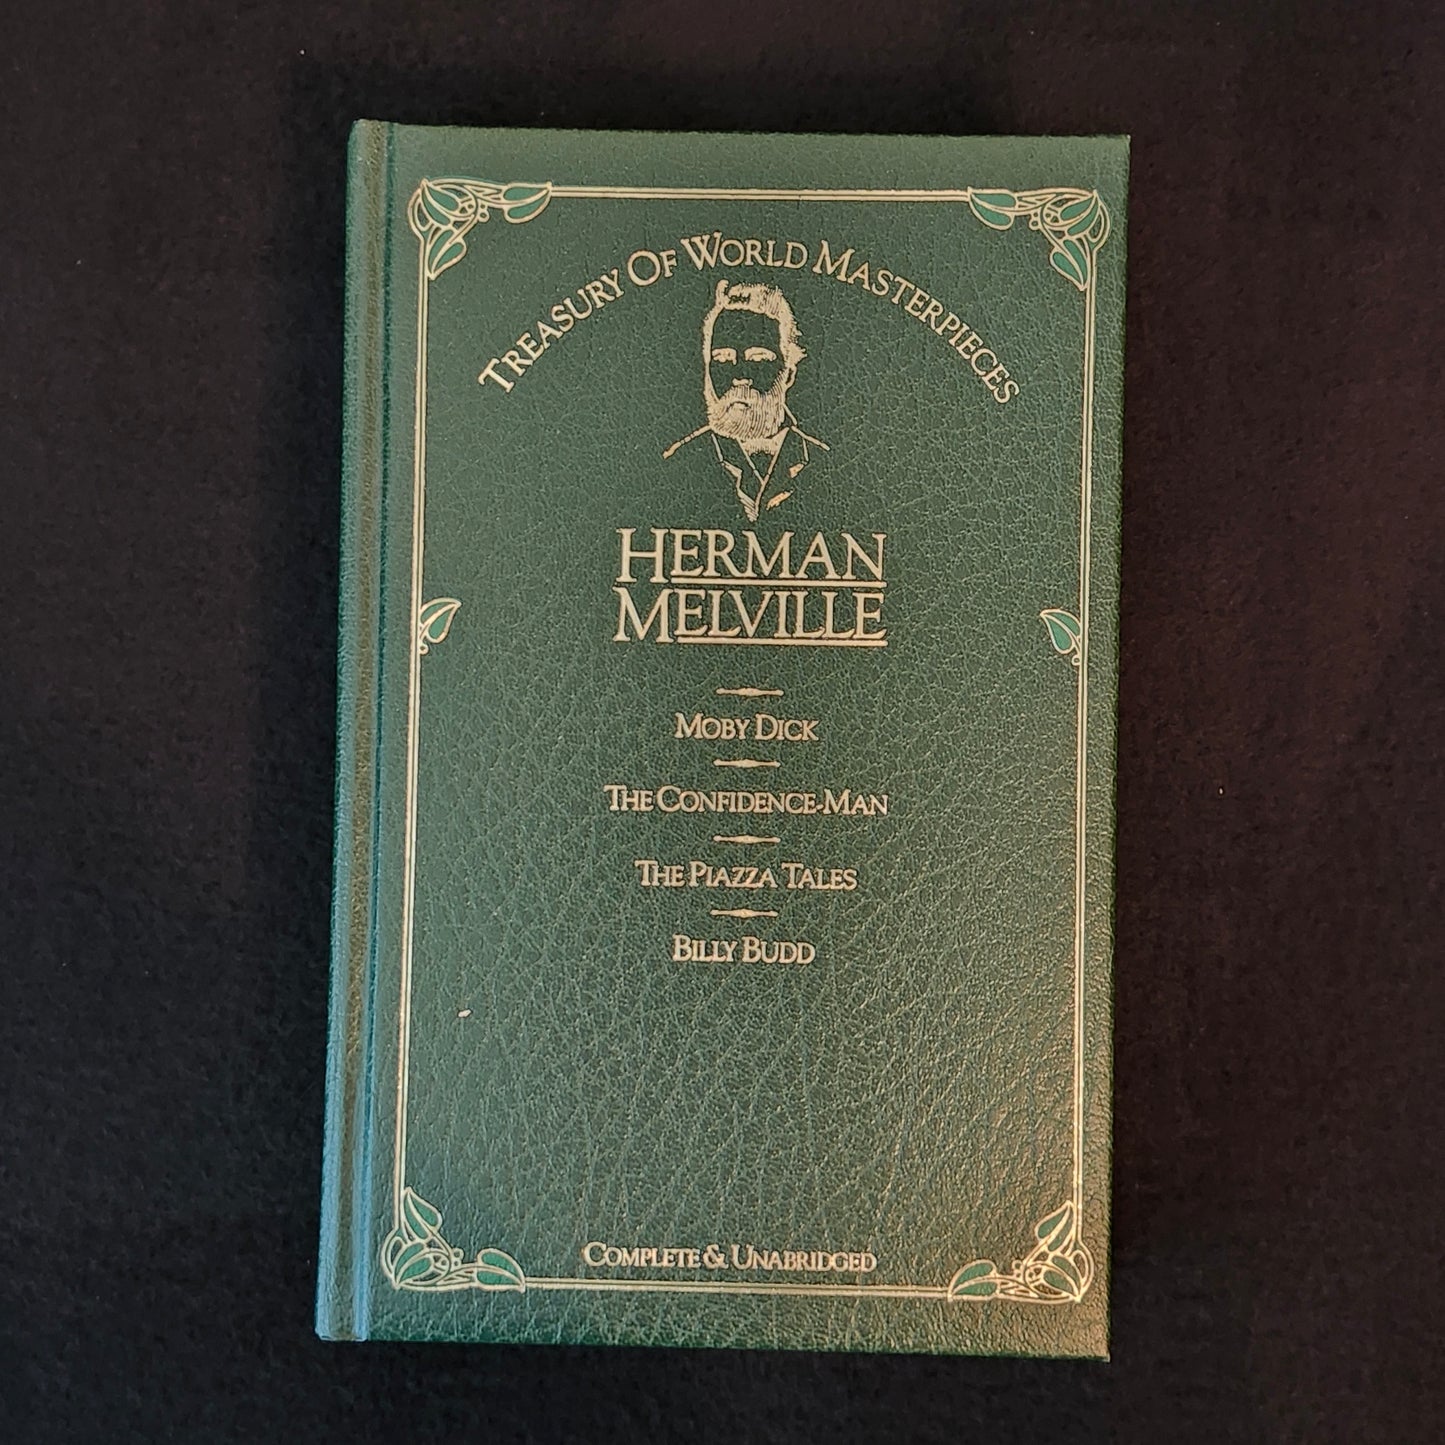 TREASURY OF WORLD MASTERPIECES
HERMAN
MELVILLE
MOBY DICK
THE CONFIDENCE-MAN
THE PIAZZA TALES
BILLY BUDD
COMPLETE & UNABRIDGED